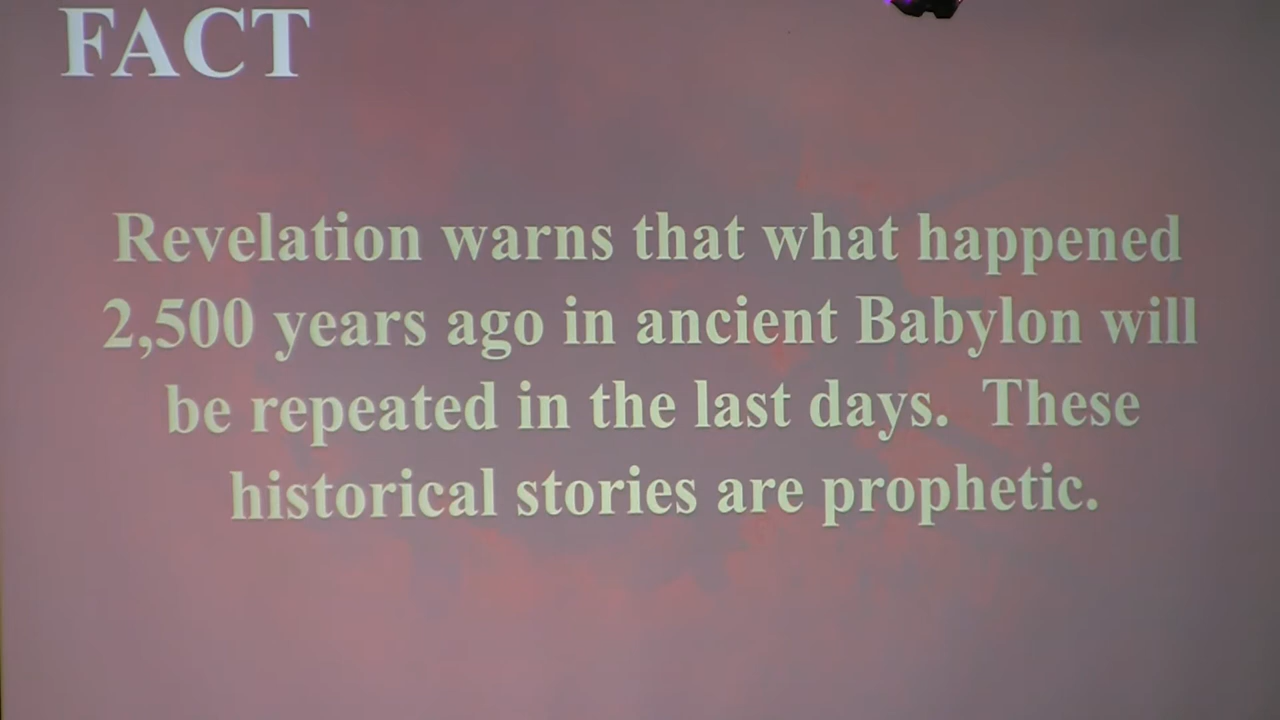 FACT
Revelation warns that what happened
2,500 years ago in ancient Babylon will
be repeated in the last days.  These
historical stories are prophetic.